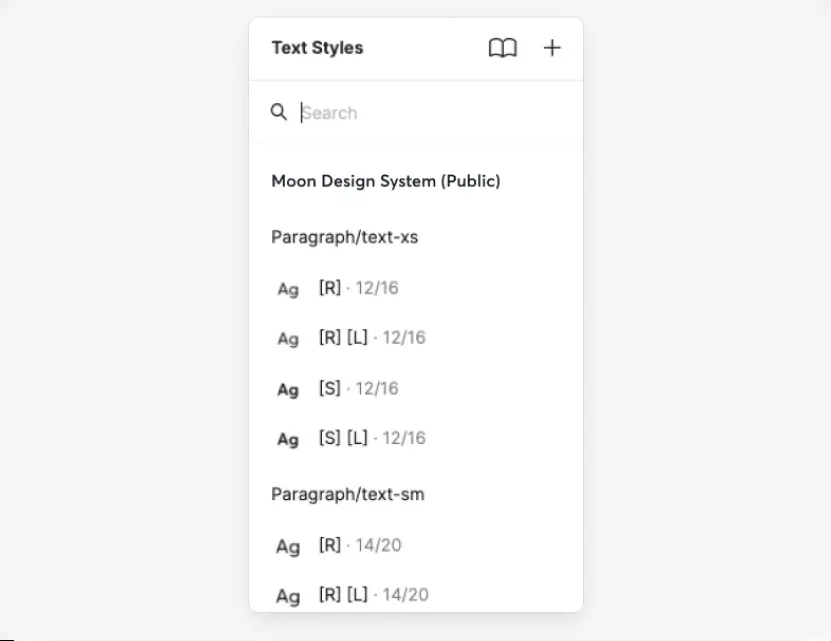 Text Styles
Search
Moon Design System (Public)
Paragraph/text-xs
Ag [R] · 12/16
Ag [R] [L] · 12/16
Ag [S] · 12/16
Ag [S] [L] · 12/16
Paragraph/text-sm
Ag [R] · 14/20
Ag [R] [L] · 14/20